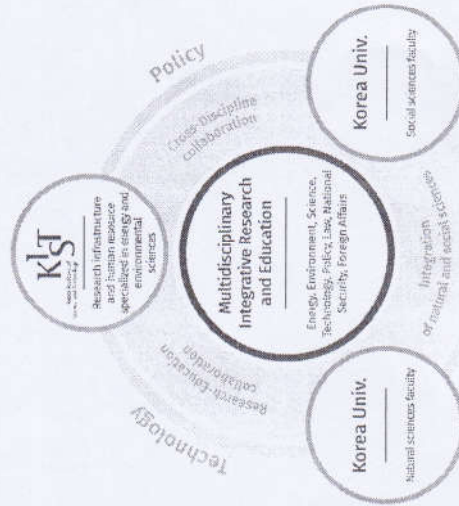 Policy
Technology
KIST
Research infrastructure
and human resource
specialized in energy and
environmental
sciences
Cross-Discipline
collaboration
Research-Education
collaboration
Multidisciplinary
Integrative Research
and Education
Energy, Environment, Science,
Technology, Policy, Law, National
Security, Foreign Affairs
Integration
of natural and social sciences
Korea Univ.
Natural sciences faculty
Korea Univ.
Social sciences faculty